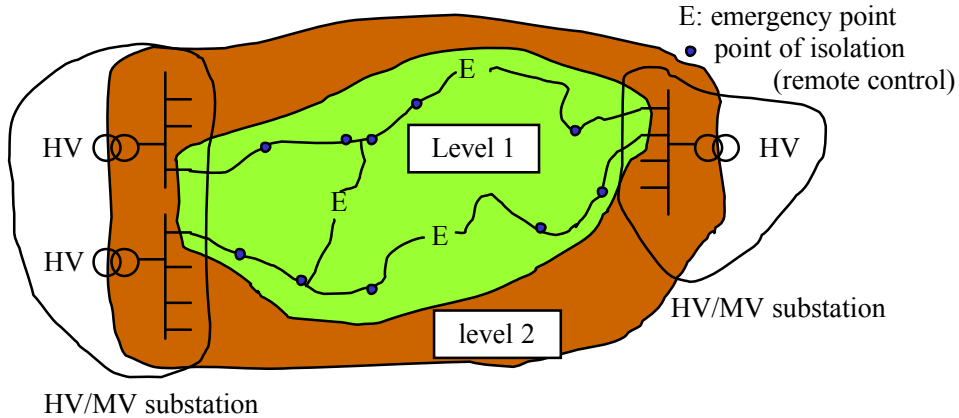 E: emergency point
point of isolation
(remote control)
E
HV
Level 1
HV
E
E
HV
HV/MV substation
level 2
HV/MV substation